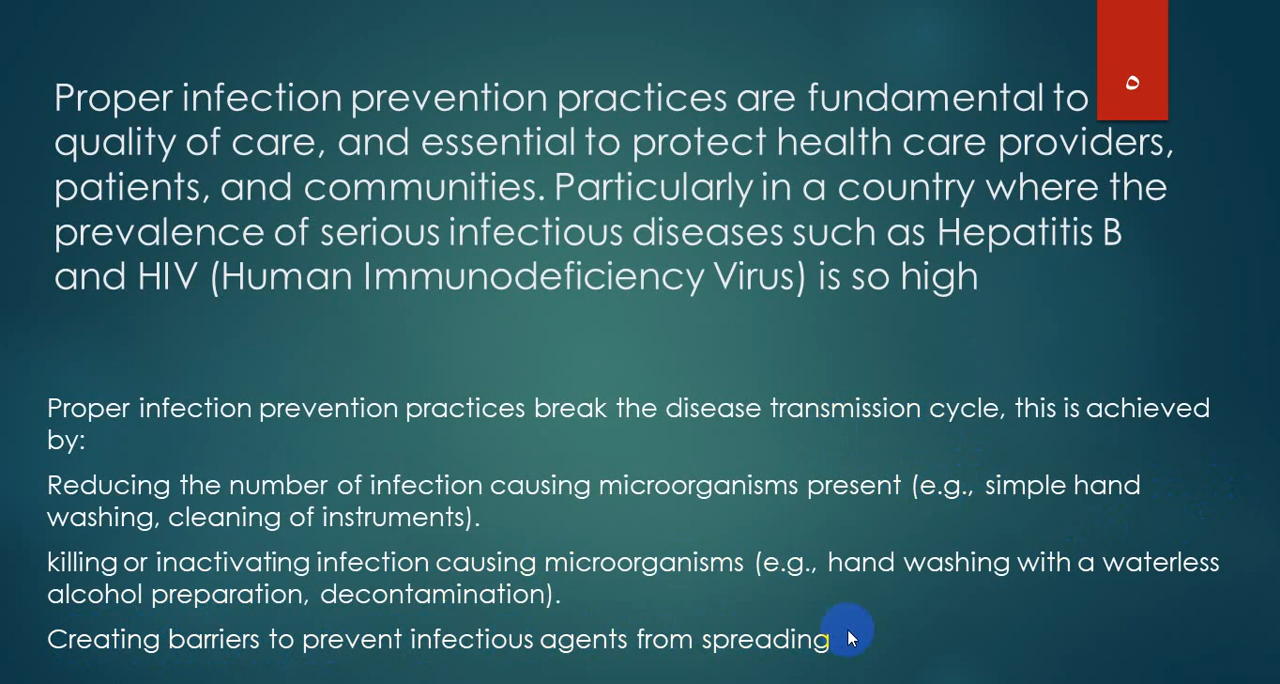 ٥
Proper infection prevention practices are fundamental to
quality of care, and essential to protect health care providers,
patients, and communities. Particularly in a country where the
prevalence of serious infectious diseases such as Hepatitis B
and HIV (Human Immunodeficiency Virus) is so high
Proper infection prevention practices break the disease transmission cycle, this is achieved
by:
Reducing the number of infection causing microorganisms present (e.g., simple hand
washing, cleaning of instruments).
killing or inactivating infection causing microorganisms (e.g., hand washing with a waterless
alcohol preparation, decontamination).
Creating barriers to prevent infectious agents from spreading